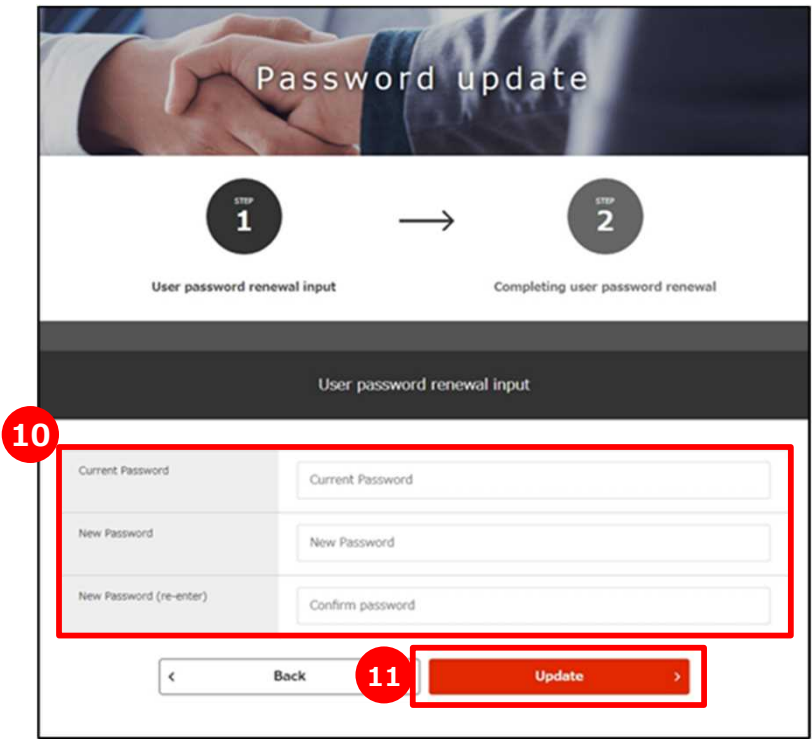 Password update
STEP
1
STEP
2
User password renewal input
Completing user password renewal
User password renewal input
10
Current Password
Current Password
New Password
New Password
New Password (re-enter)
Confirm password
< Back
11
Update >